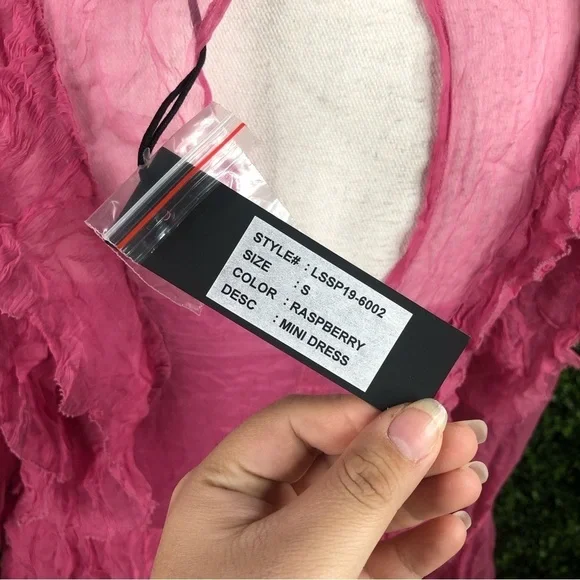 STYLE# : LSSP19-6002
SIZE : S
COLOR : RASPBERRY
DESC : MINI DRESS